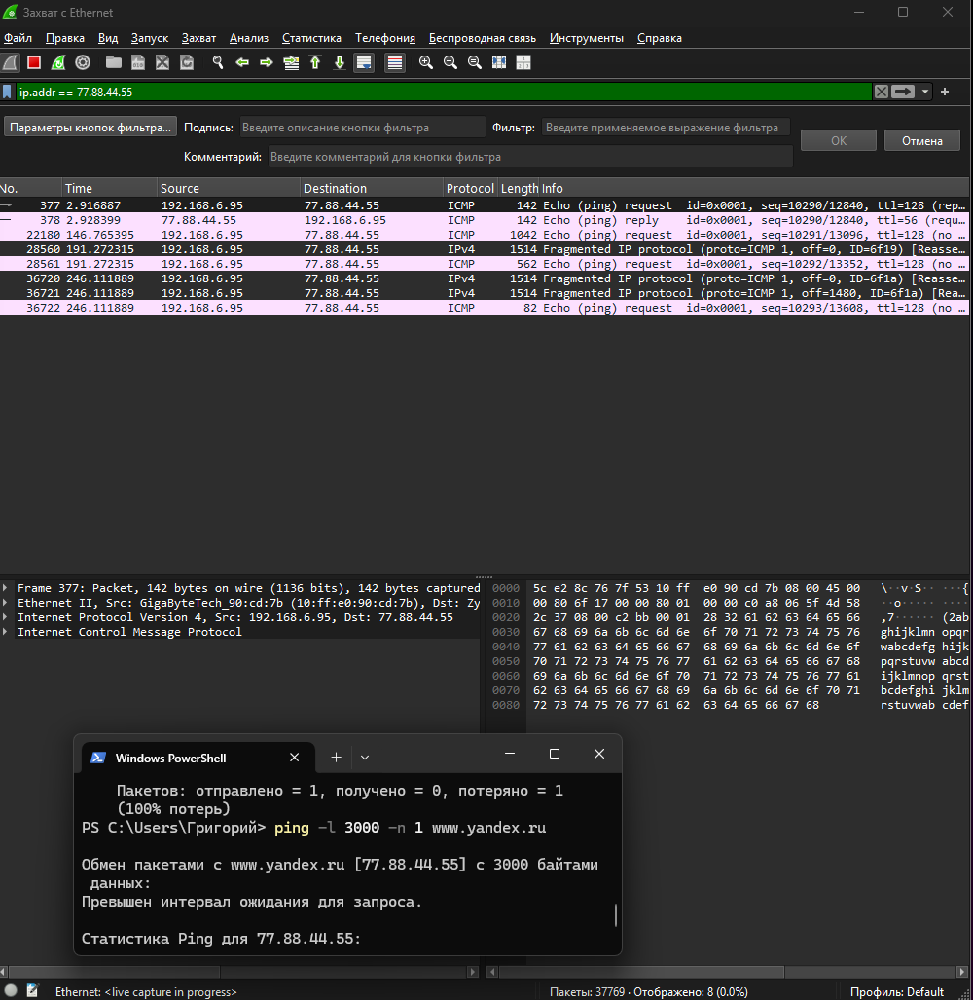 Захват с Ethernet
Файл Правка Вид Запуск Захват Анализ Статистика Телефония Беспроводная связь Инструменты Справка
ip.addr == 77.88.44.55
Параметры кнопок фильтра... Подпись: Введите описание кнопки фильтра Фильтр: Введите применяемое выражение фильтра
OK Отмена
Комментарий: Введите комментарий для кнопки фильтра
No. Time Source Destination Protocol Length Info
377 2.916887 192.168.6.95 77.88.44.55 ICMP 142 Echo (ping) request id=0x0001, seq=10290/12840, ttl=128 (rep…
378 2.928399 77.88.44.55 192.168.6.95 ICMP 142 Echo (ping) reply id=0x0001, seq=10290/12840, ttl=56 (requ…
22180 146.765395 192.168.6.95 77.88.44.55 ICMP 1042 Echo (ping) request id=0x0001, seq=10291/13096, ttl=128 (no …
28560 191.272315 192.168.6.95 77.88.44.55 IPv4 1514 Fragmented IP protocol (proto=ICMP 1, off=0, ID=6f19) [Reasse…
28561 191.272315 192.168.6.95 77.88.44.55 ICMP 562 Echo (ping) request id=0x0001, seq=10292/13352, ttl=128 (no …
36720 246.111889 192.168.6.95 77.88.44.55 IPv4 1514 Fragmented IP protocol (proto=ICMP 1, off=0, ID=6f1a) [Reasse…
36721 246.111889 192.168.6.95 77.88.44.55 IPv4 1514 Fragmented IP protocol (proto=ICMP 1, off=1480, ID=6f1a) [Rea…
36722 246.111889 192.168.6.95 77.88.44.55 ICMP 82 Echo (ping) request id=0x0001, seq=10293/13608, ttl=128 (no …
Frame 377: Packet, 142 bytes on wire (1136 bits), 142 bytes captured
Ethernet II, Src: GigaByteTech_90:cd:7b (10:ff:e0:90:cd:7b), Dst: Zy
Internet Protocol Version 4, Src: 192.168.6.95, Dst: 77.88.44.55
Internet Control Message Protocol
0000 5c e2 8c 76 7f 53 10 ff e0 90 cd 7b 08 00 45 00 \··v·S·· ···{
0010 00 80 6f 17 00 00 80 01 00 00 c0 a8 06 5f 4d 58 ··o·····
0020 2c 37 08 00 c2 bb 00 01 28 32 61 62 63 64 65 66 ,7······ (2ab
0030 67 68 69 6a 6b 6c 6d 6e 6f 70 71 72 73 74 75 76 ghijklmn opqr
0040 77 61 62 63 64 65 66 67 68 69 6a 6b 6c 6d 6e 6f wabcdefg hijk
0050 70 71 72 73 74 75 76 77 61 62 63 64 65 66 67 68 pqrstuvw abcd
0060 69 6a 6b 6c 6d 6e 6f 70 71 72 73 74 75 76 77 61 ijklmnop qrst
0070 62 63 64 65 66 67 68 69 6a 6b 6c 6d 6e 6f 70 71 bcdefghi jklm
0080 72 73 74 75 76 77 61 62 63 64 65 66 67 68 rstuvwab cdef
Windows PowerShell
Пакетов: отправлено = 1, получено = 0, потеряно = 1
(100% потерь)
PS C:\Users\Григорий> ping -l 3000 -n 1 www.yandex.ru
Обмен пакетами с www.yandex.ru [77.88.44.55] с 3000 байтами
данных:
Превышен интервал ожидания для запроса.
Статистика Ping для 77.88.44.55:
Ethernet: <live capture in progress> Пакеты: 37769 · Отображено: 8 (0.0%) Профиль: Default